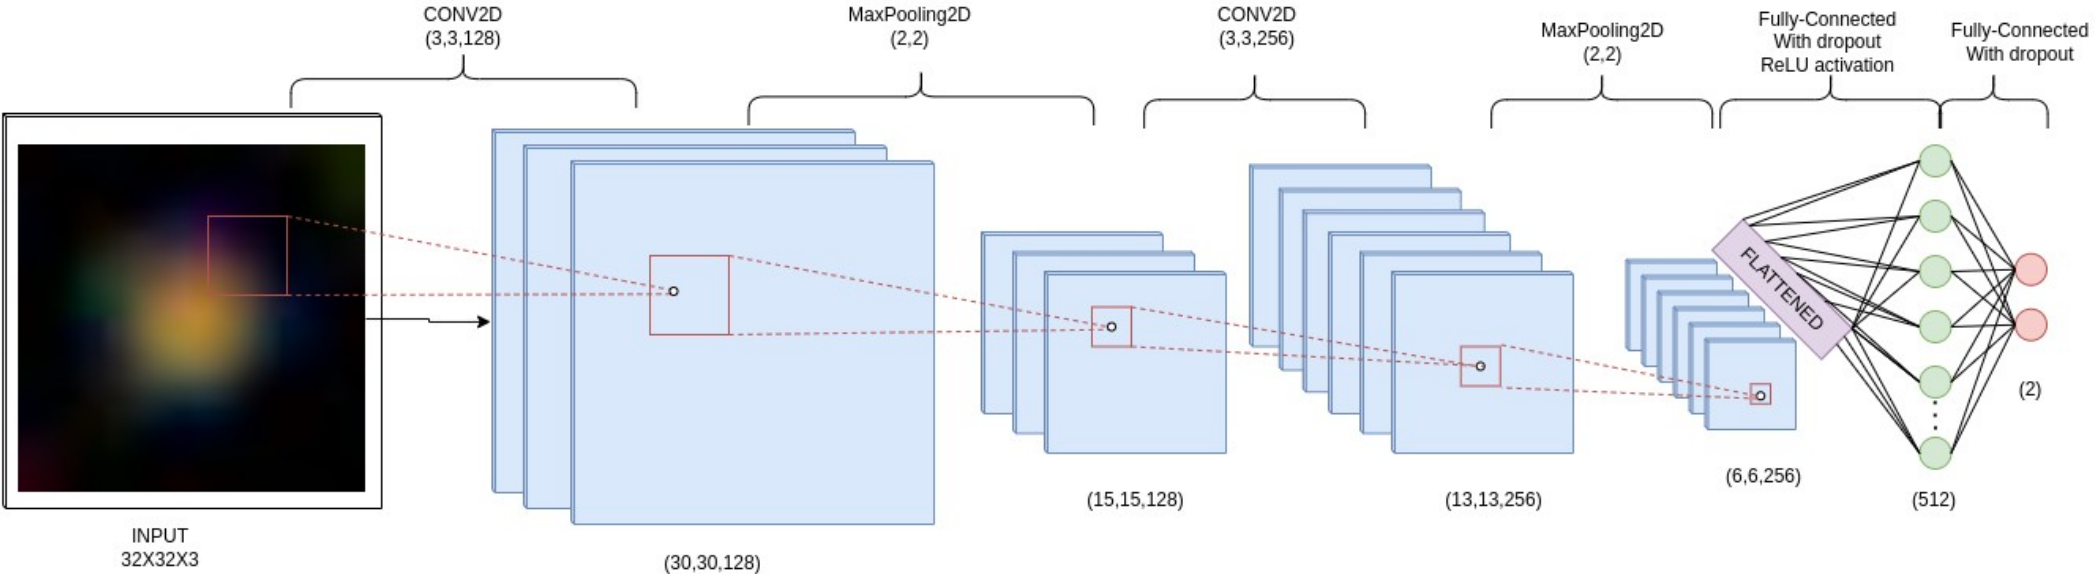 CONV2D
(3,3,128)
MaxPooling2D
(2,2)
CONV2D
(3,3,256)
MaxPooling2D
(2,2)
Fully-Connected
With dropout
ReLU activation
Fully-Connected
With dropout
FLATTENED
INPUT
32X32X3
(30,30,128)
(15,15,128)
(13,13,256)
(6,6,256)
(512)
(2)